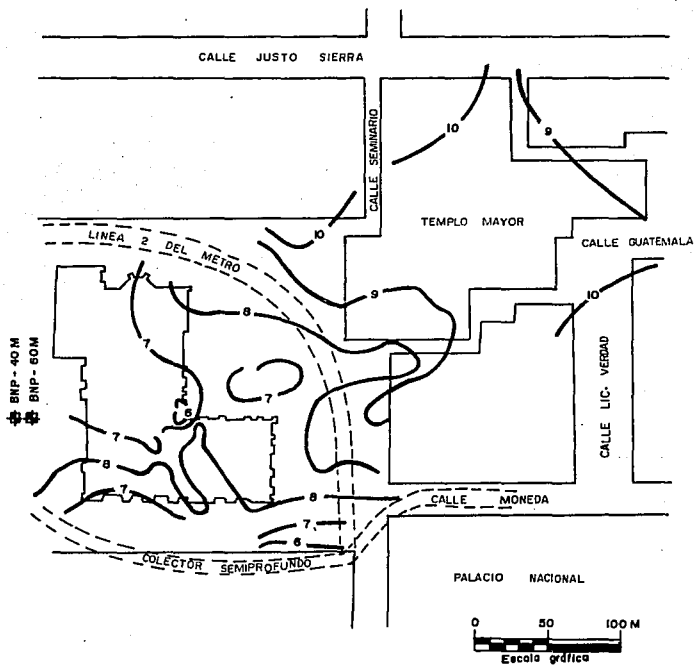 CALLE JUSTO SIERRA
CALLE SEMINARIO
10
9
TEMPLO MAYOR
10
LINEA 2 DEL METRO
CALLE GUATEMALA
9
10
8
7
BNP-40M
BNP-60M
7
6
7
CALLE LIC. VERDAD
8
7
8
CALLE MONEDA
7
6
COLECTOR SEMIPROFUNDO
PALACIO NACIONAL
0 50 100 M
Escala gráfica